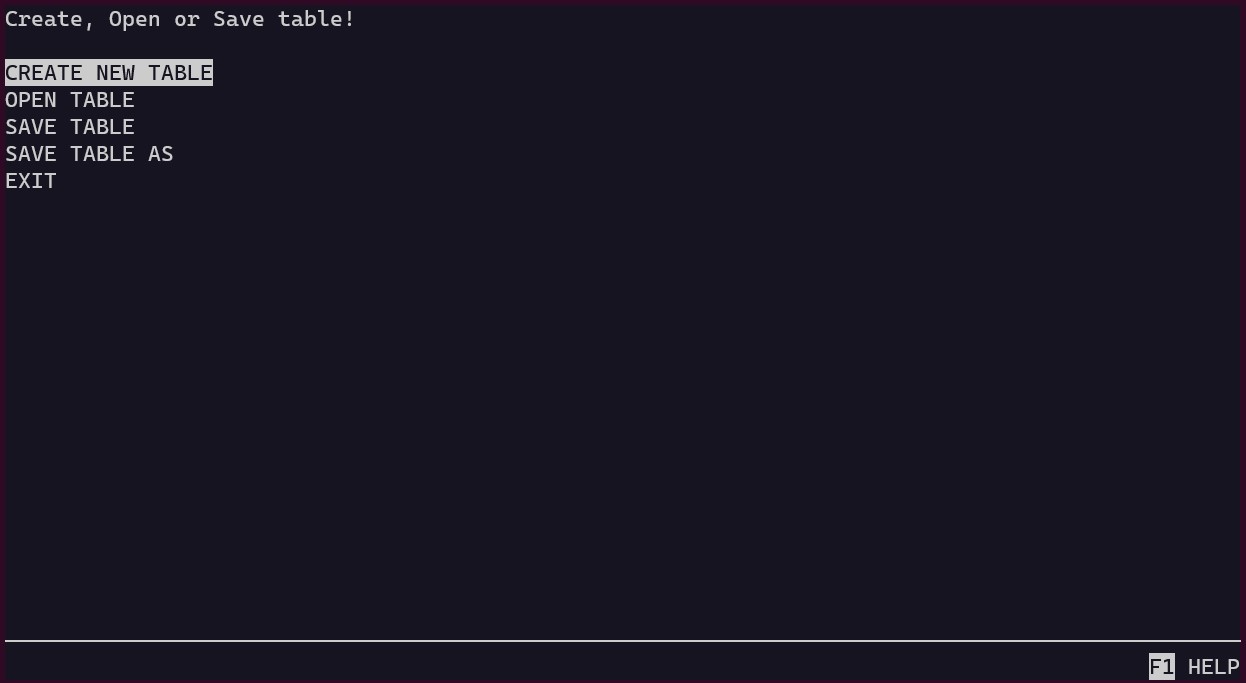 Create, Open or Save table!
CREATE NEW TABLE
OPEN TABLE
SAVE TABLE
SAVE TABLE AS
EXIT
F1 HELP